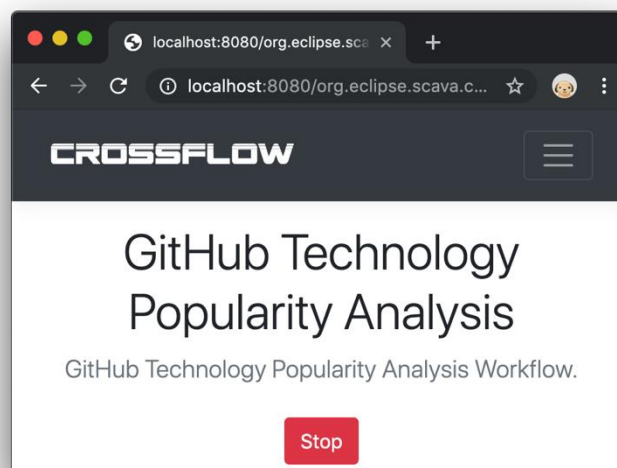 localhost:8080/org.eclipse.sca
localhost:8080/org.eclipse.scava.c...
CROSSFLOW
GitHub Technology
Popularity Analysis
GitHub Technology Popularity Analysis Workflow.
Stop